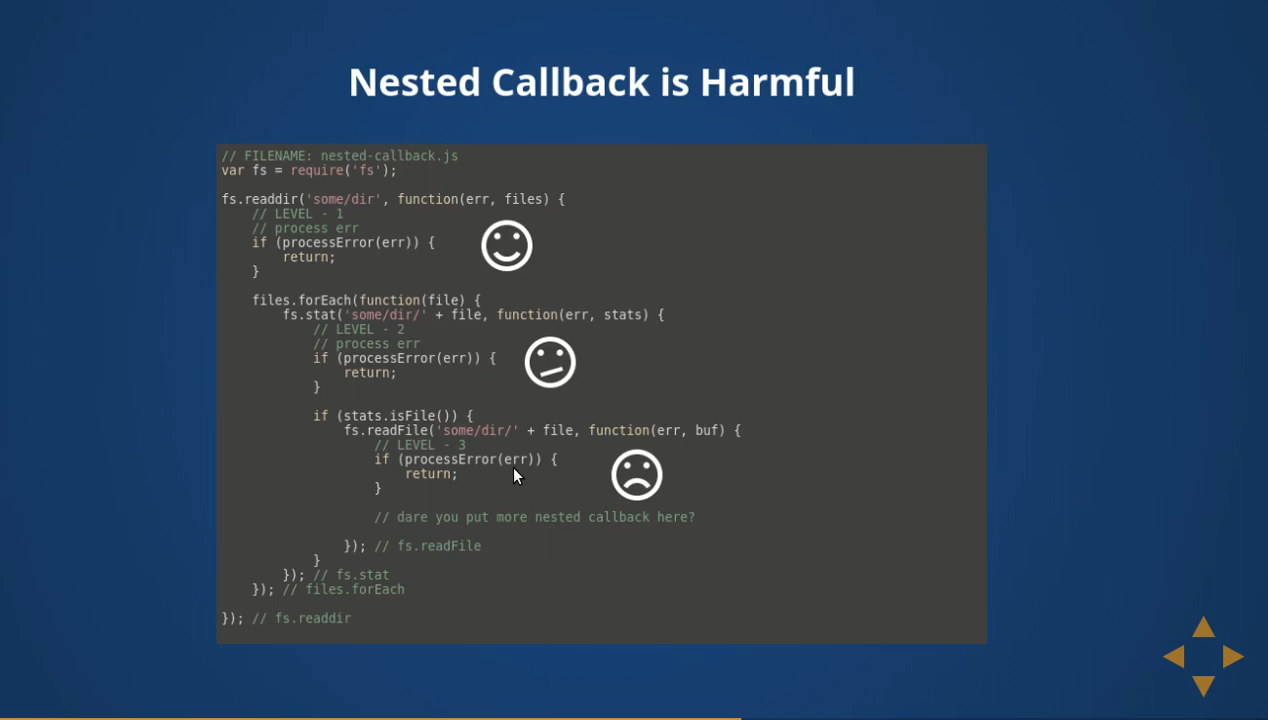 Nested Callback is Harmful
// FILENAME: nested-callback.js
var fs = require('fs');
fs.readdir('some/dir', function(err, files) {
    // LEVEL - 1
    // process err
    if (processError(err)) {
        return;
    }
    files.forEach(function(file) {
        fs.stat('some/dir/' + file, function(err, stats) {
            // LEVEL - 2
            // process err
            if (processError(err)) {
                return;
            }
            if (stats.isFile()) {
                fs.readFile('some/dir/' + file, function(err, buf) {
                    // LEVEL - 3
                    if (processError(err)) {
                        return;
                    }
                    // dare you put more nested callback here?
                }); // fs.readFile
            }
        }); // fs.stat
    }); // files.forEach
}); // fs.readdir